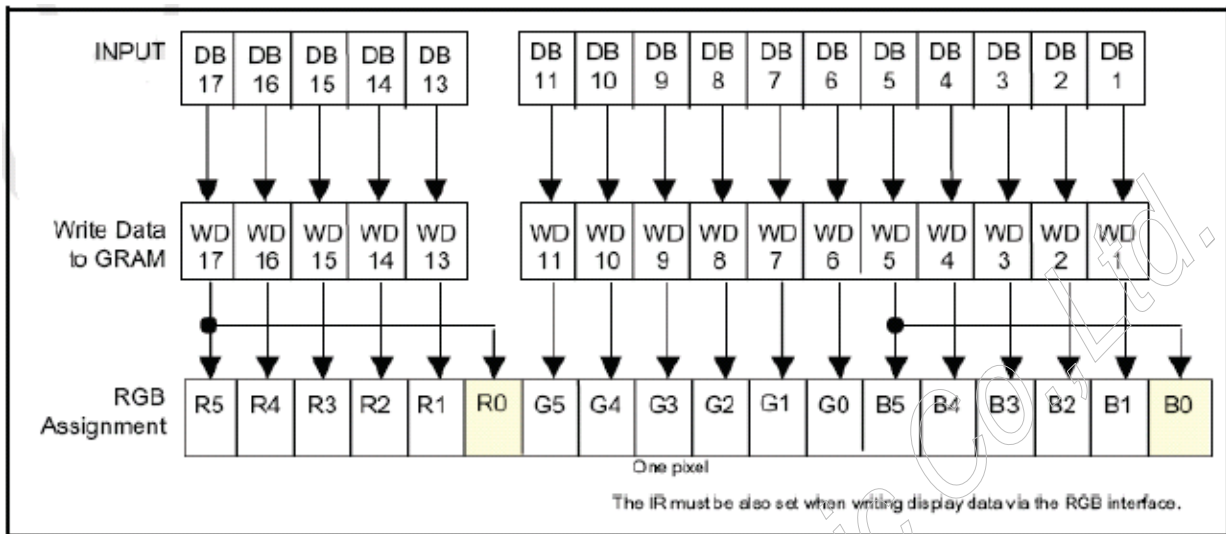 INPUT DB 17 DB 16 DB 15 DB 14 DB 13 DB 11 DB 10 DB 9 DB 8 DB 7 DB 6 DB 5 DB 4 DB 3 DB 2 DB 1
Write Data to GRAM WD 17 WD 16 WD 15 WD 14 WD 13 WD 11 WD 10 WD 9 WD 8 WD 7 WD 6 WD 5 WD 4 WD 3 WD 2 WD 1
RGB Assignment R5 R4 R3 R2 R1 R0 G5 G4 G3 G2 G1 G0 B5 B4 B3 B2 B1 B0
One pixel
The IR must be also set when writing display data via the RGB interface.
ic Co., Ltd.